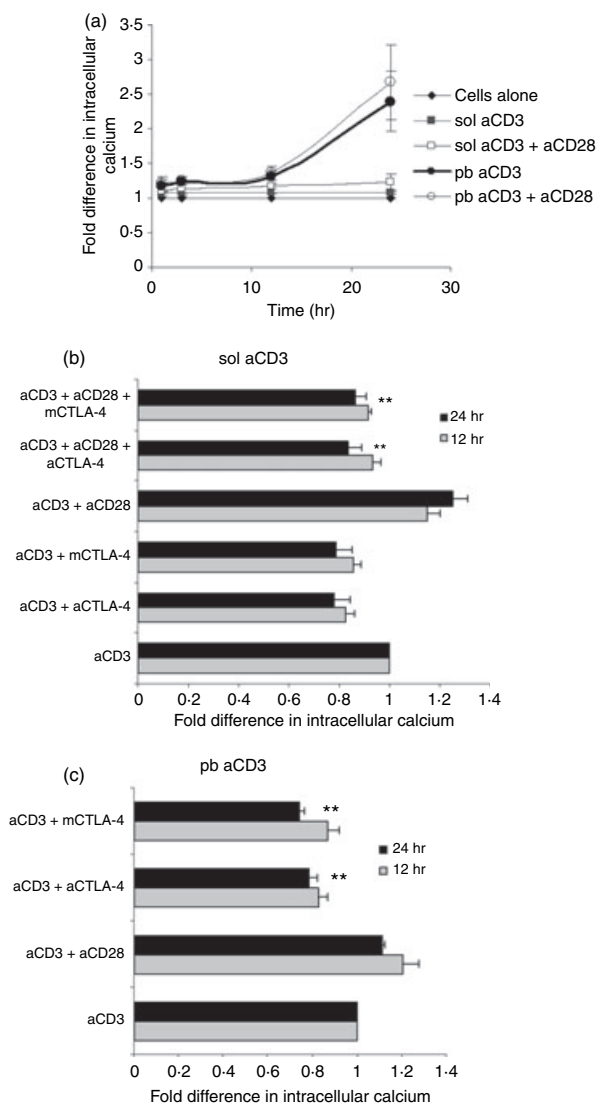 (a)
3·5
3
2·5
2
1·5
1
0·5
0
Fold difference in intracellular
calcium
0
10
20
30
Time (hr)
Cells alone
sol aCD3
sol aCD3 + aCD28
pb aCD3
pb aCD3 + aCD28
(b)
sol aCD3
aCD3 + aCD28 +
mCTLA-4
**
aCD3 + aCD28 +
aCTLA-4
**
aCD3 + aCD28
aCD3 + mCTLA-4
aCD3 + aCTLA-4
aCD3
24 hr
12 hr
0
0·2
0·4
0·6
0·8
1
1·2
1·4
Fold difference in intracellular calcium
(c)
pb aCD3
aCD3 + mCTLA-4
**
aCD3 + aCTLA-4
**
aCD3 + aCD28
aCD3
24 hr
12 hr
0
0·2
0·4
0·6
0·8
1
1·2
1·4
Fold difference in intracellular calcium